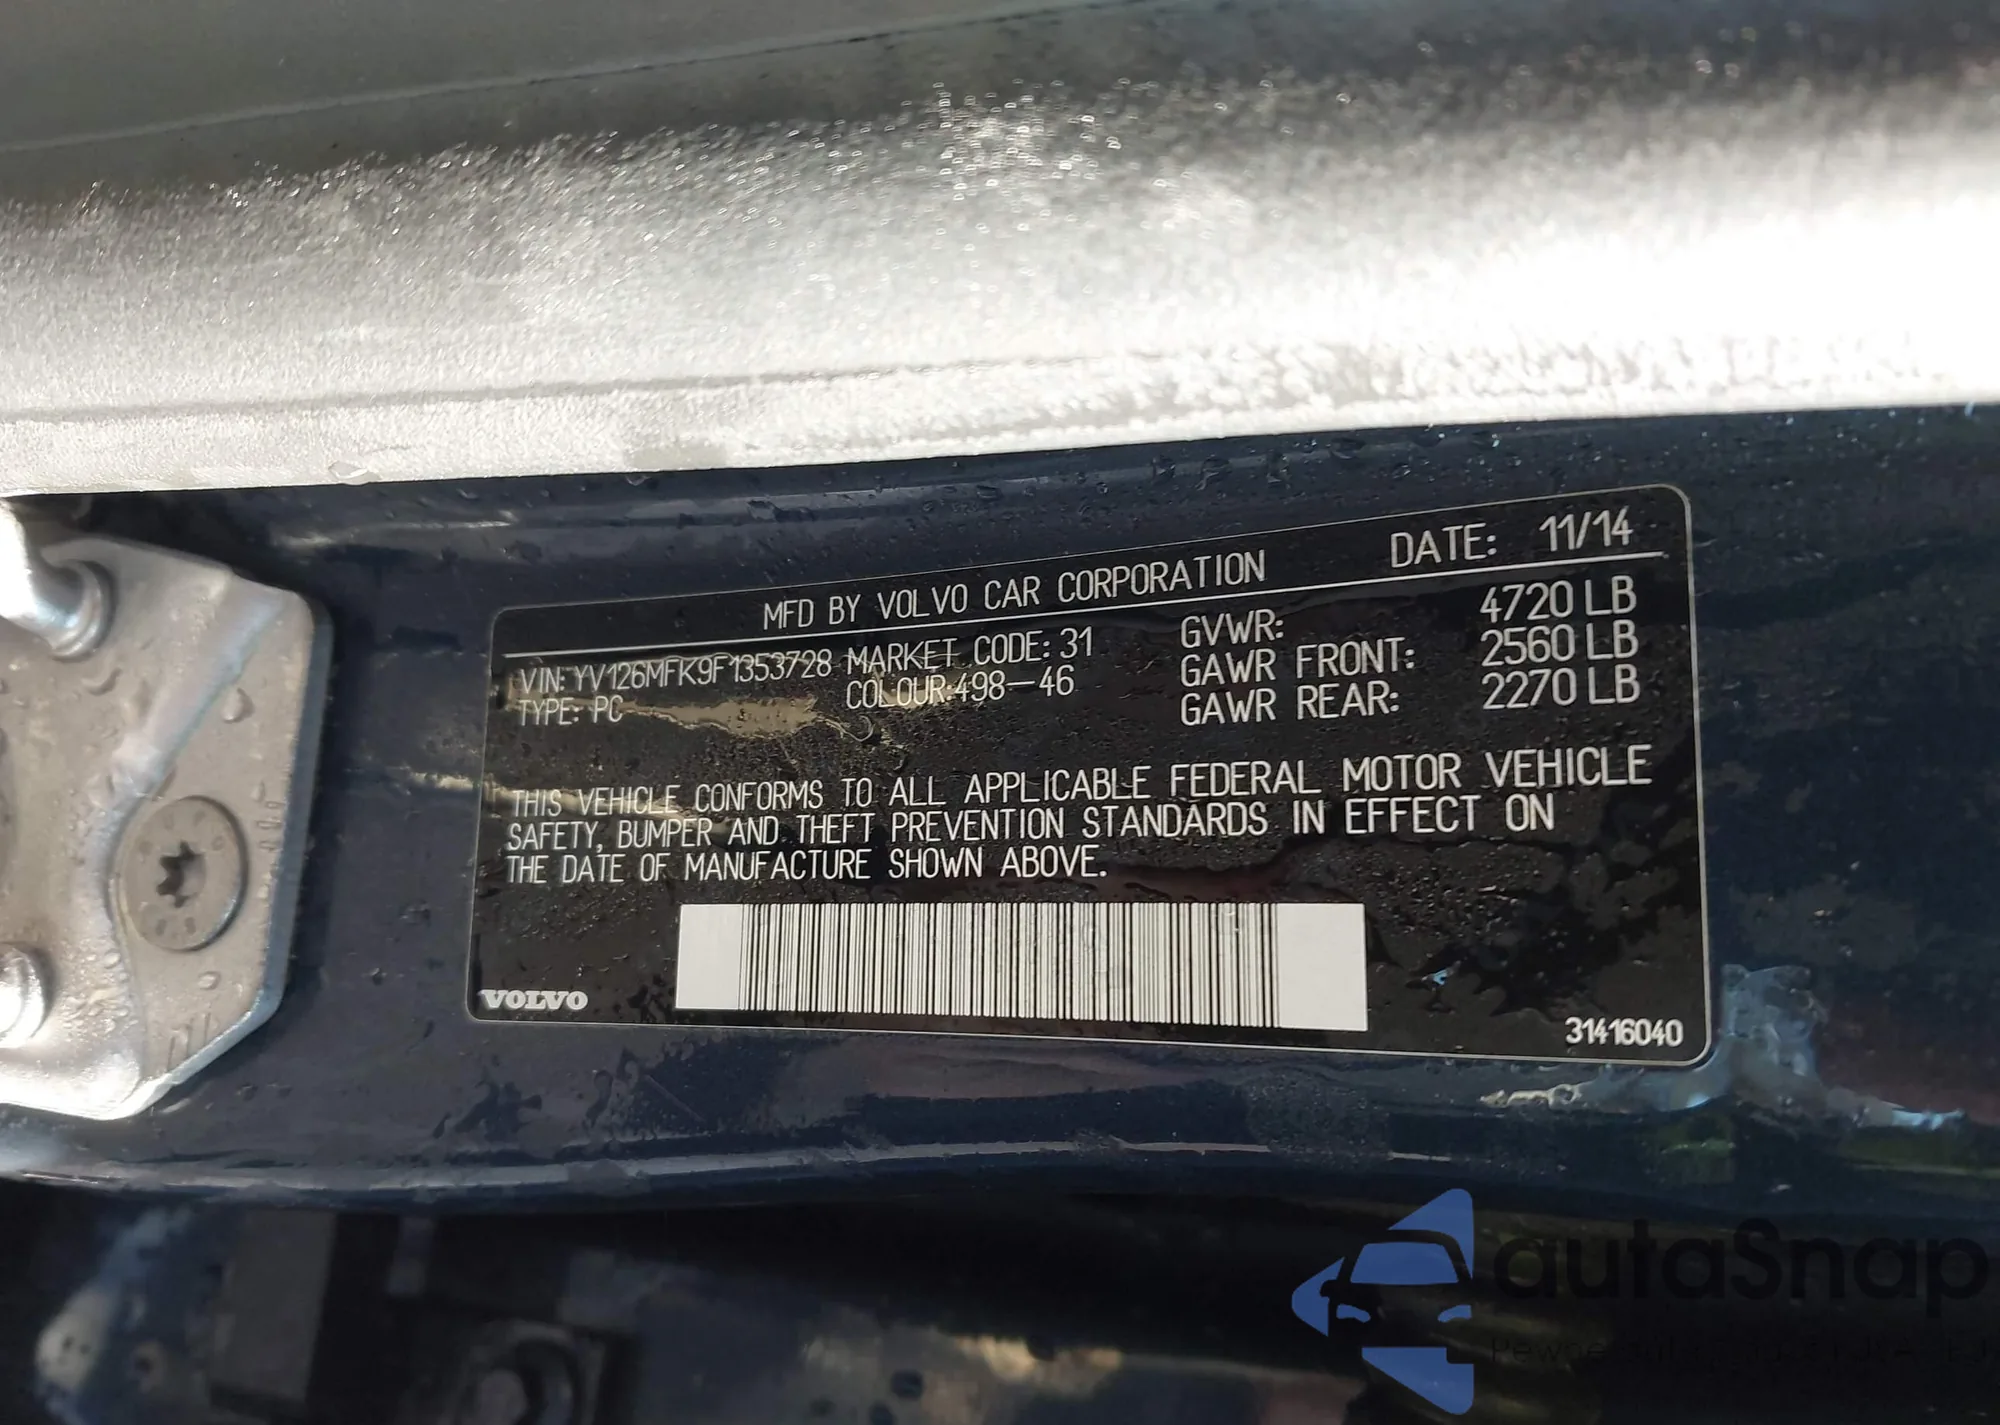 MFD BY VOLVO CAR CORPORATION DATE: 11/14
VIN: YV126MFK9F1353728 MARKET CODE: 31 GVWR: 4720 LB
TYPE: PC COLOUR: 498-46 GAWR FRONT: 2560 LB
GAWR REAR: 2270 LB
THIS VEHICLE CONFORMS TO ALL APPLICABLE FEDERAL MOTOR VEHICLE
SAFETY, BUMPER AND THEFT PREVENTION STANDARDS IN EFFECT ON
THE DATE OF MANUFACTURE SHOWN ABOVE.
VOLVO
31416040
autaSnap